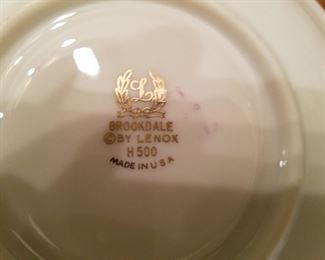 L
BROOKDALE
© BY LENOX
H 500
MADE IN USA